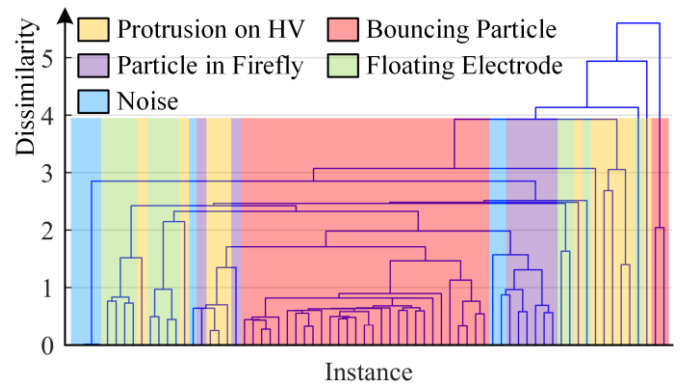 Protrusion on HV
Bouncing Particle
Particle in Firefly
Floating Electrode
Noise
Dissimilarity
5
4
3
2
1
0
Instance